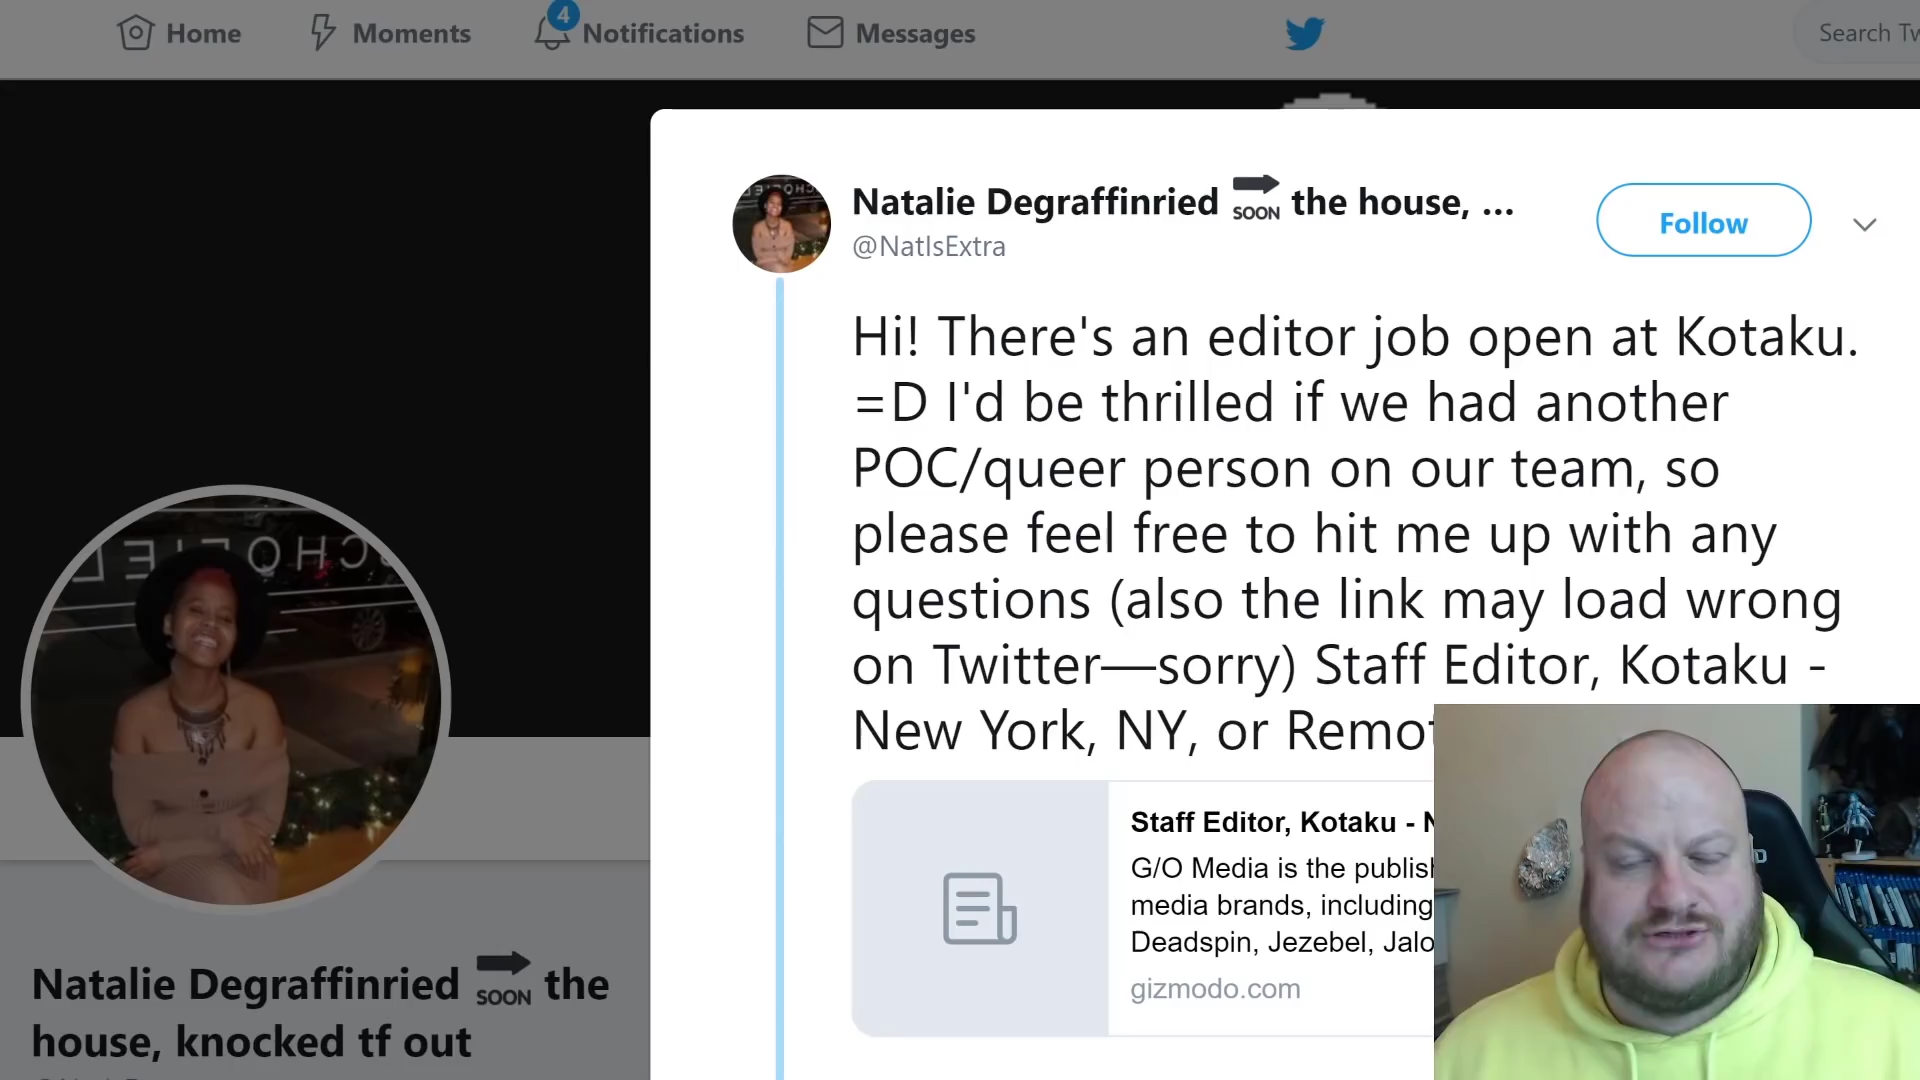 Home
Moments
4
Notifications
Messages
Search Tw
Natalie Degraffinried SOON the house, ...
@NatIsExtra
Follow
Hi! There's an editor job open at Kotaku.
=D I'd be thrilled if we had another
POC/queer person on our team, so
please feel free to hit me up with any
questions (also the link may load wrong
on Twitter—sorry) Staff Editor, Kotaku -
New York, NY, or Remot
Staff Editor, Kotaku - N
G/O Media is the publish
media brands, including
Deadspin, Jezebel, Jalo
gizmodo.com
Natalie Degraffinried SOON the
house, knocked tf out